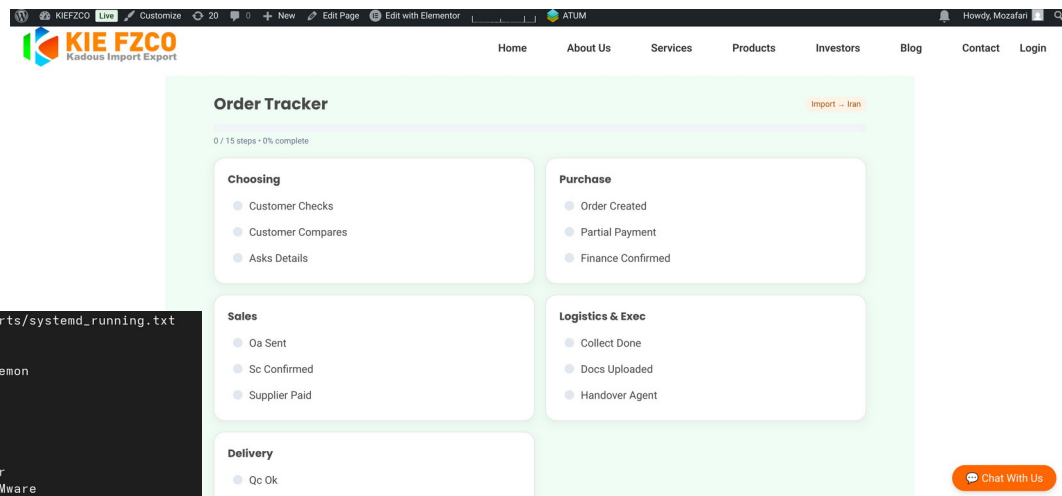 KIEFZCO Live Customize 20 0 New Edit Page Edit with Elementor ATUM Howdy, Mozafari
KIE FZCO
Kadous Import Export
Home About Us Services Products Investors Blog Contact Login
Order Tracker
Import → Iran
0 / 15 steps • 0% complete
Choosing
Customer Checks
Customer Compares
Asks Details
Purchase
Order Created
Partial Payment
Finance Confirmed
Sales
Oa Sent
Sc Confirmed
Supplier Paid
Logistics & Exec
Collect Done
Docs Uploaded
Handover Agent
Delivery
Qc Ok
rts/systemd_running.txt
emon
r
Mware
Chat With Us